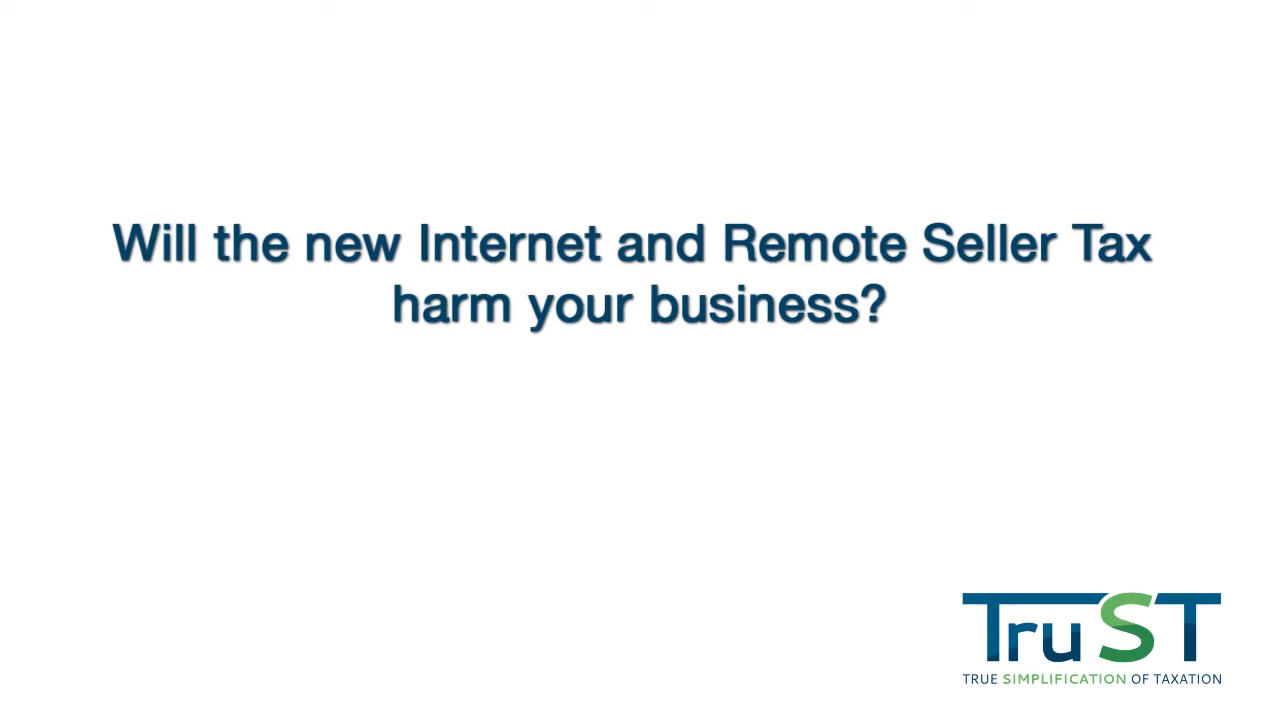 Will the new Internet and Remote Seller Tax
harm your business?
TruST
TRUE SIMPLIFICATION OF TAXATION